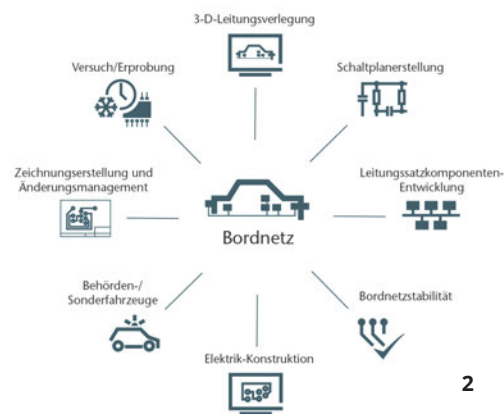 3-D-Leitungsverlegung
Versuch/Erprobung
Schaltplanerstellung
Zeichnungserstellung und
Änderungsmanagement
Leitungssatzkomponenten-
Entwicklung
Bordnetz
Behörden-/
Sonderfahrzeuge
Bordnetzstabilität
Elektrik-Konstruktion
2